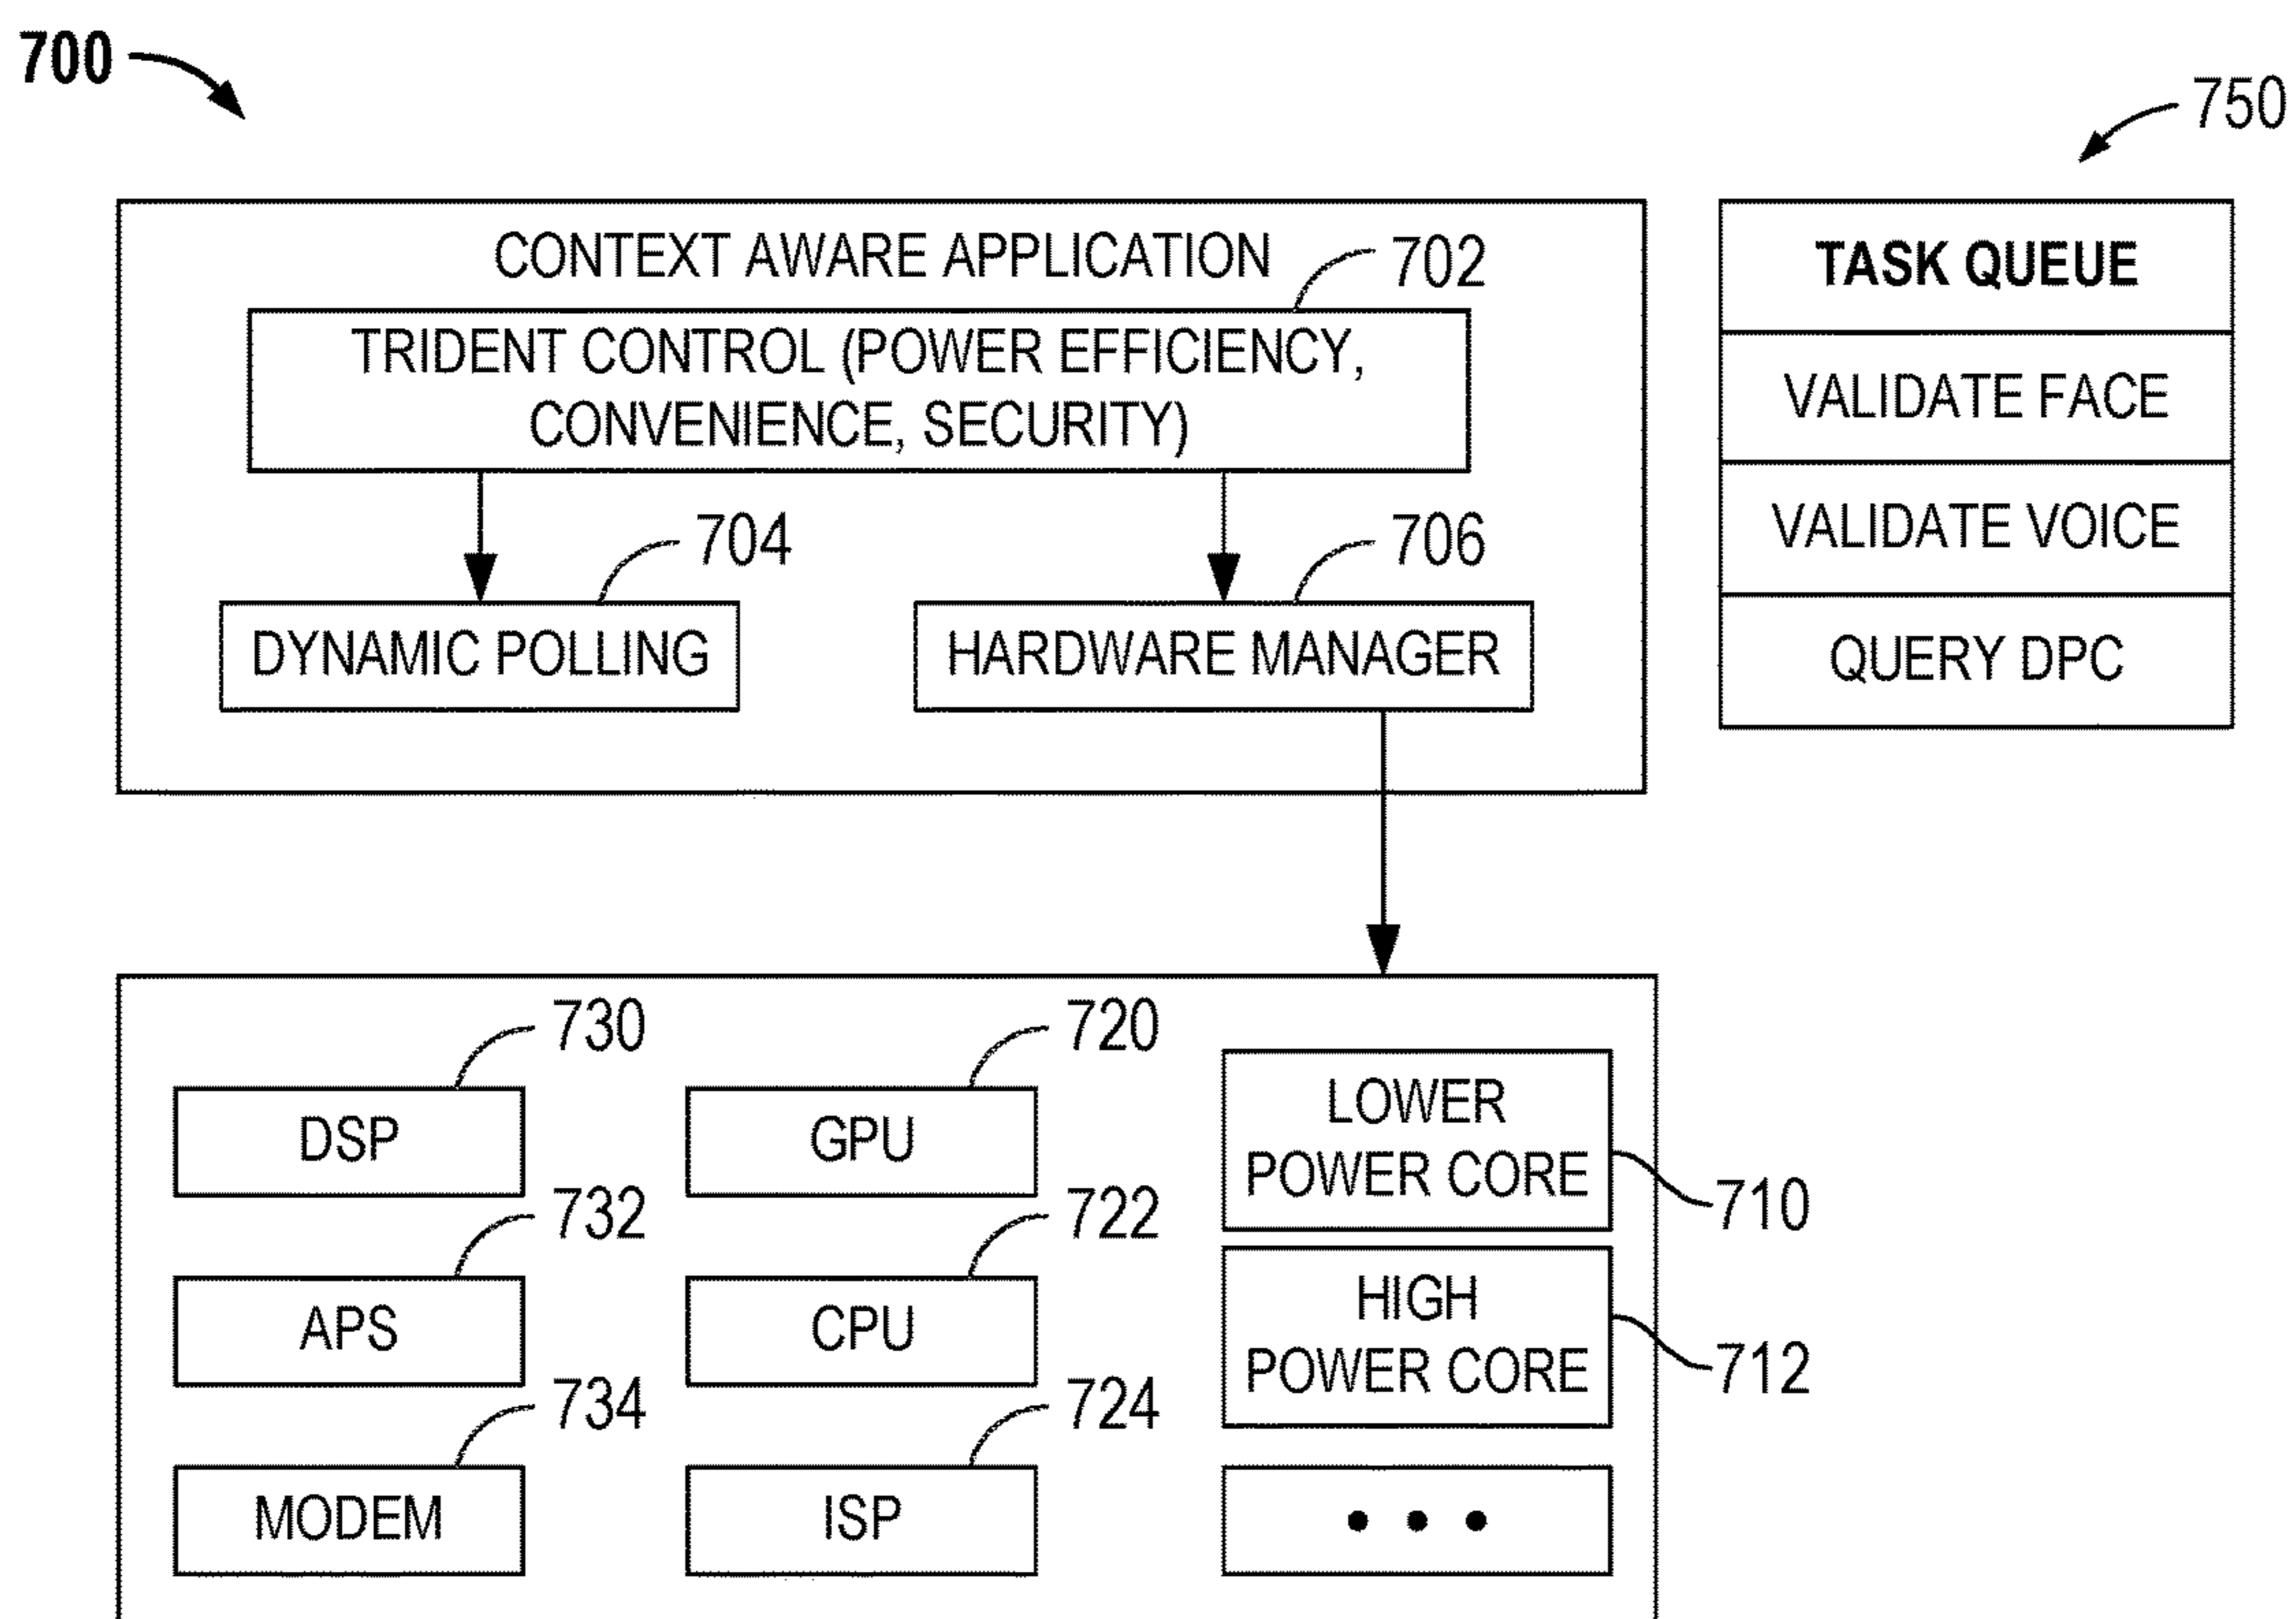 700
750
CONTEXT AWARE APPLICATION
702
TRIDENT CONTROL (POWER EFFICIENCY,
CONVENIENCE, SECURITY)
704
706
DYNAMIC POLLING
HARDWARE MANAGER
TASK QUEUE
VALIDATE FACE
VALIDATE VOICE
QUERY DPC
730
720
DSP
GPU
LOWER
POWER CORE
710
732
722
APS
CPU
HIGH
POWER CORE
712
734
724
MODEM
ISP
• • •